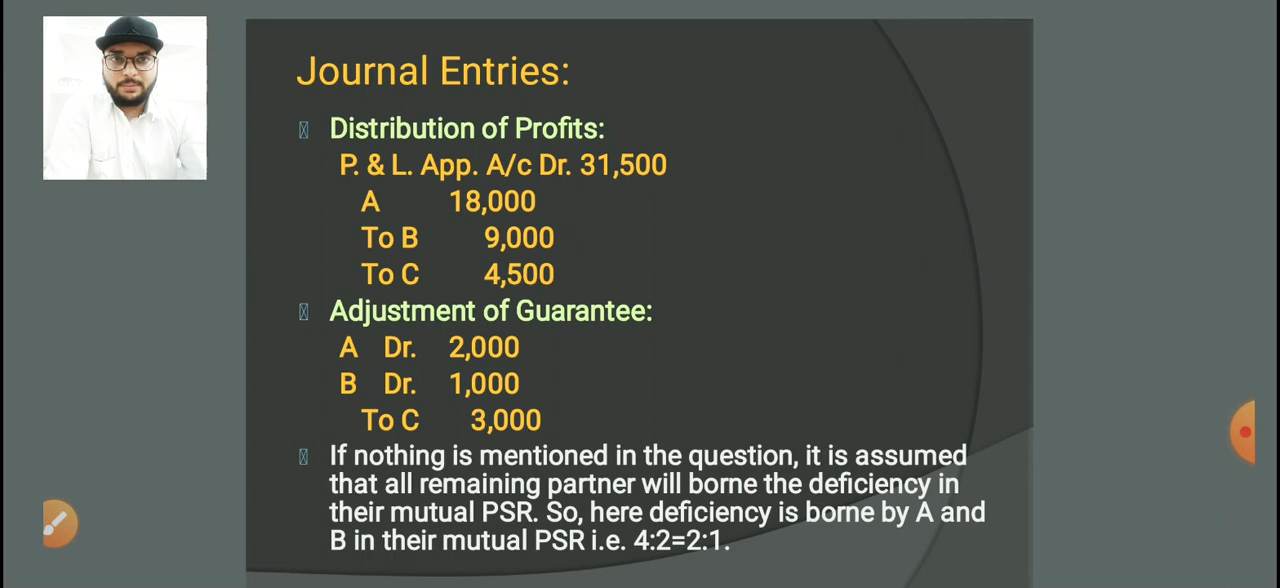 Journal Entries:
Distribution of Profits:
P. & L. App. A/c Dr. 31,500
A 18,000
To B 9,000
To C 4,500
Adjustment of Guarantee:
A Dr. 2,000
B Dr. 1,000
To C 3,000
If nothing is mentioned in the question, it is assumed
that all remaining partner will borne the deficiency in
their mutual PSR. So, here deficiency is borne by A and
B in their mutual PSR i.e. 4:2=2:1.